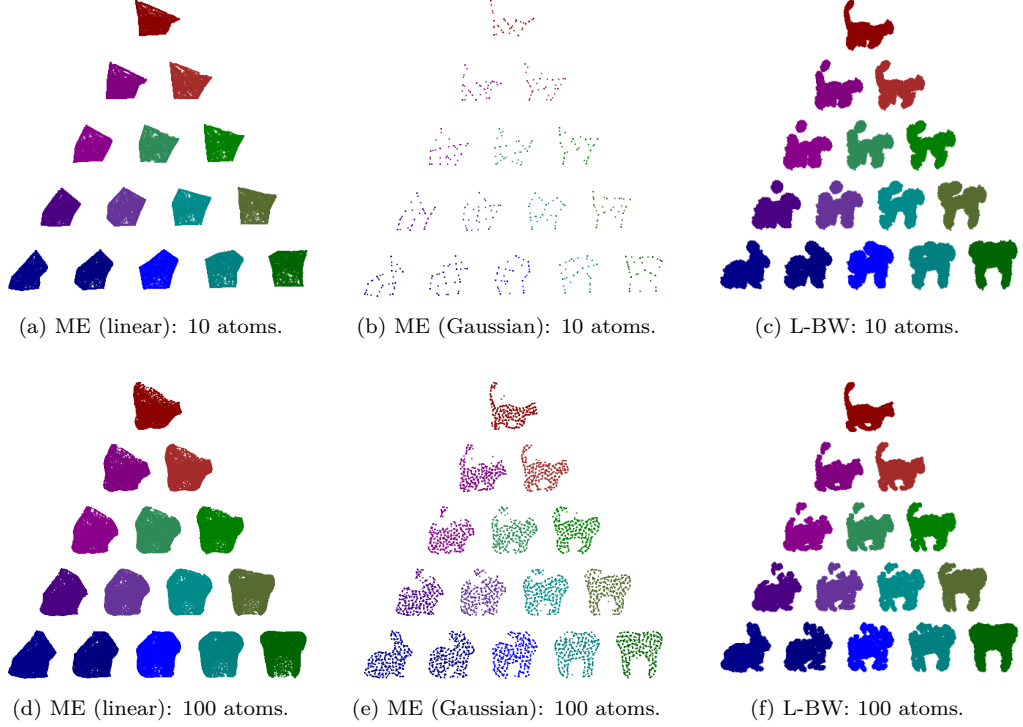 (a) ME (linear): 10 atoms.
(b) ME (Gaussian): 10 atoms.
(c) L-BW: 10 atoms.
(d) ME (linear): 100 atoms.
(e) ME (Gaussian): 100 atoms.
(f) L-BW: 100 atoms.